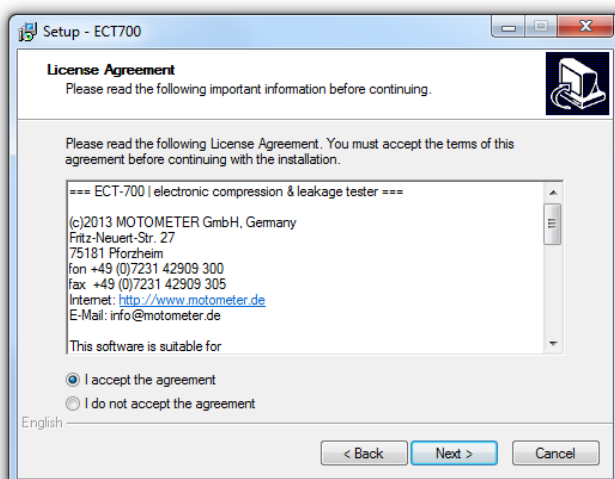 Setup - ECT700
License Agreement
Please read the following important information before continuing.
Please read the following License Agreement. You must accept the terms of this
agreement before continuing with the installation.
=== ECT-700 | electronic compression & leakage tester ===
(c)2013 MOTOMETER GmbH, Germany
Fritz-Neuert-Str. 27
75181 Pforzheim
fon +49 (0)7231 42909 300
fax  +49 (0)7231 42909 305
Internet: http://www.motometer.de
E-Mail: info@motometer.de
This software is suitable for
I accept the agreement
I do not accept the agreement
English
< Back
Next >
Cancel